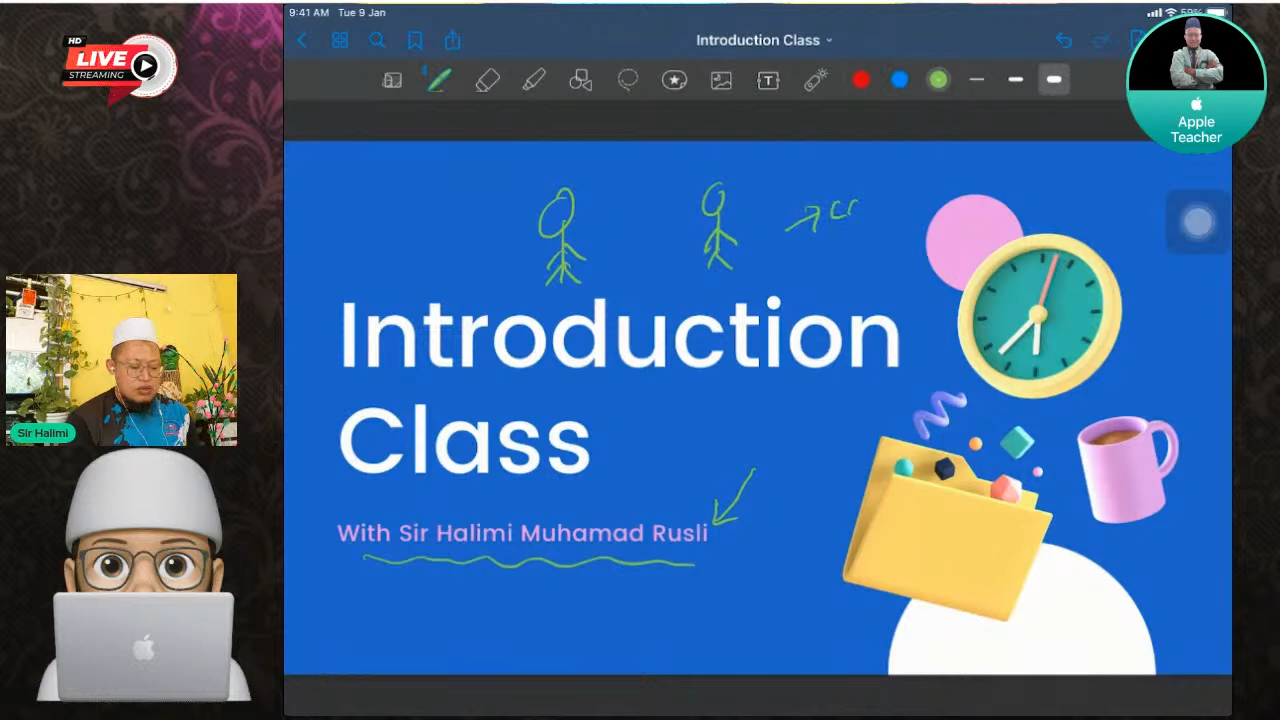 9:41 AM Tue 9 Jan
59%
HD
LIVE
STREAMING
Introduction Class
T
Apple
Teacher
Introduction
Class
With Sir Halimi Muhamad Rusli
Sir Halimi